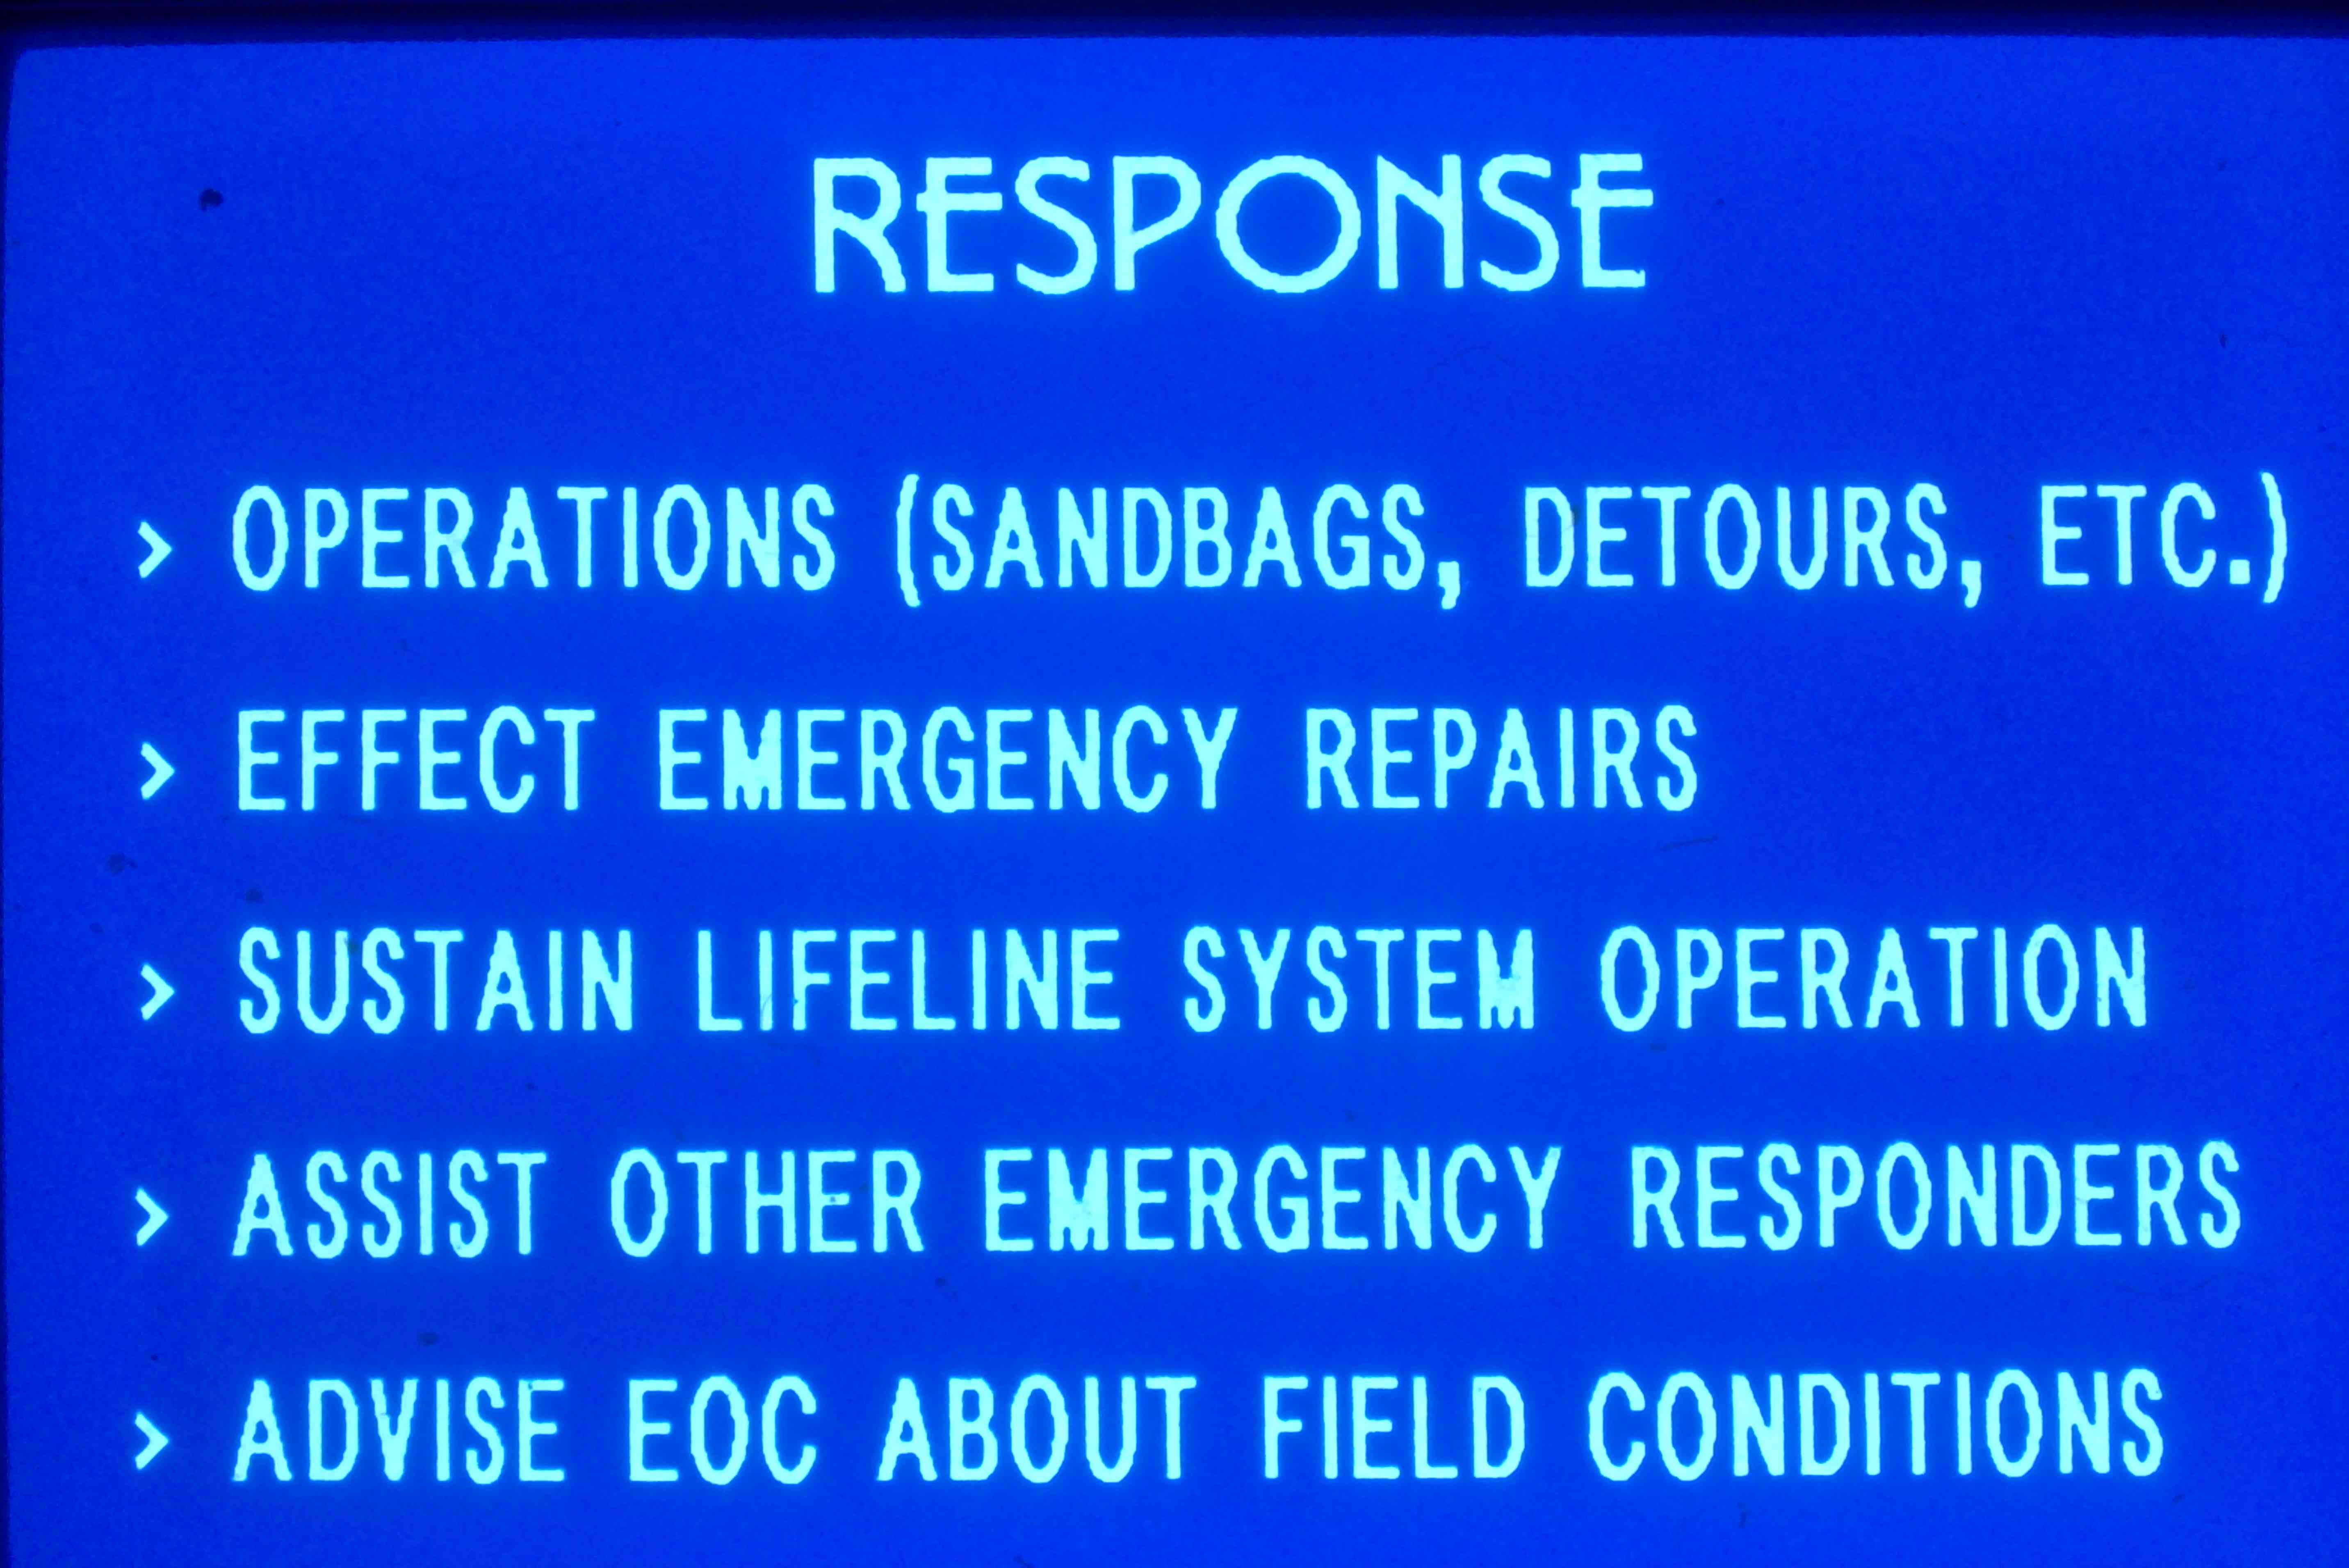 RESPONSE
> OPERATIONS (SANDBAGS, DETOURS, ETC.)
> EFFECT EMERGENCY REPAIRS
> SUSTAIN LIFELINE SYSTEM OPERATION
> ASSIST OTHER EMERGENCY RESPONDERS
> ADVISE EOC ABOUT FIELD CONDITIONS